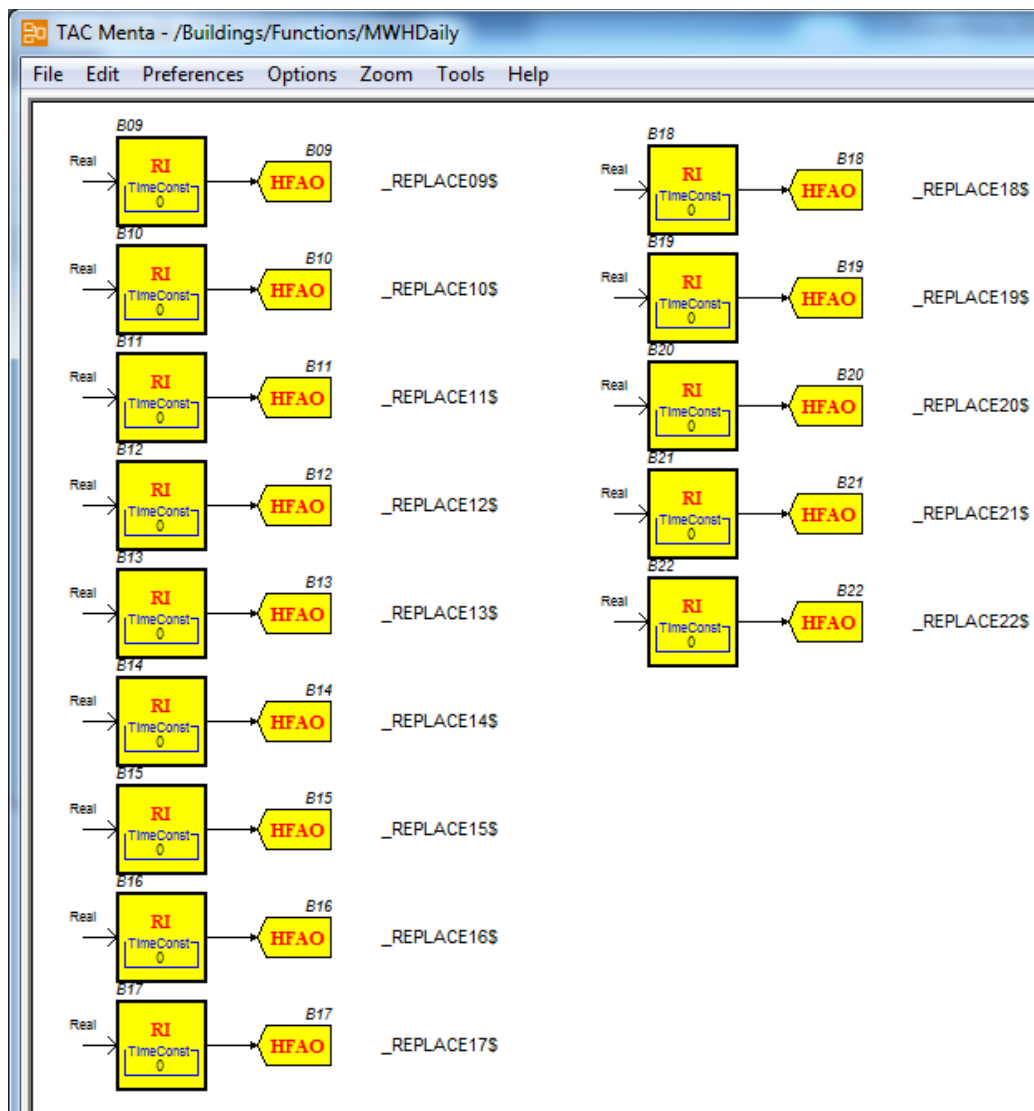 TAC Menta - /Buildings/Functions/MWHDaily
File Edit Preferences Options Zoom Tools Help
B09
Real
RI
TimeConst
0
B09
HFAO
_REPLACE09$
B10
Real
RI
TimeConst
0
B10
HFAO
_REPLACE10$
B11
Real
RI
TimeConst
0
B11
HFAO
_REPLACE11$
B12
Real
RI
TimeConst
0
B12
HFAO
_REPLACE12$
B13
Real
RI
TimeConst
0
B13
HFAO
_REPLACE13$
B14
Real
RI
TimeConst
0
B14
HFAO
_REPLACE14$
B15
Real
RI
TimeConst
0
B15
HFAO
_REPLACE15$
B16
Real
RI
TimeConst
0
B16
HFAO
_REPLACE16$
B17
Real
RI
TimeConst
0
B17
HFAO
_REPLACE17$
B18
Real
RI
TimeConst
0
B18
HFAO
_REPLACE18$
B19
Real
RI
TimeConst
0
B19
HFAO
_REPLACE19$
B20
Real
RI
TimeConst
0
B20
HFAO
_REPLACE20$
B21
Real
RI
TimeConst
0
B21
HFAO
_REPLACE21$
B22
Real
RI
TimeConst
0
B22
HFAO
_REPLACE22$